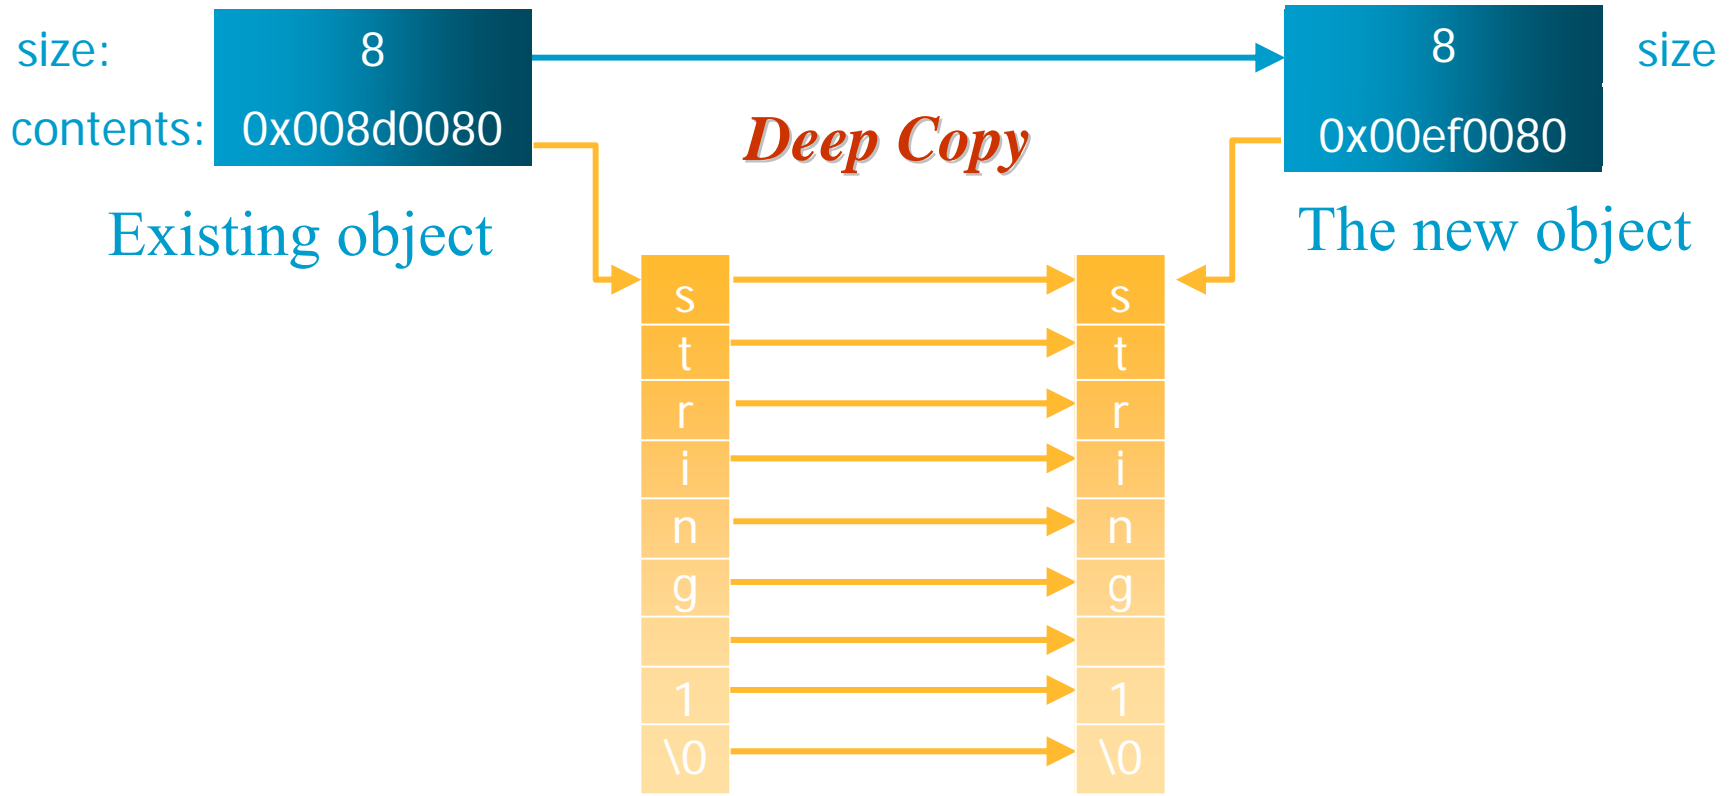 size: 8 8 size
contents: 0x008d0080 Deep Copy 0x00ef0080
Existing object The new object
s s
t t
r r
i i
n n
g g
1 1
\0 \0